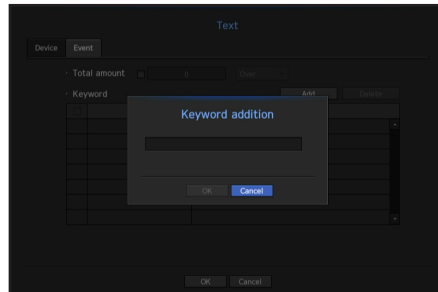 Text
Device Event
· Total amount 0 Over
· Keyword Add Delete
Keyword addition
OK Cancel
OK Cancel